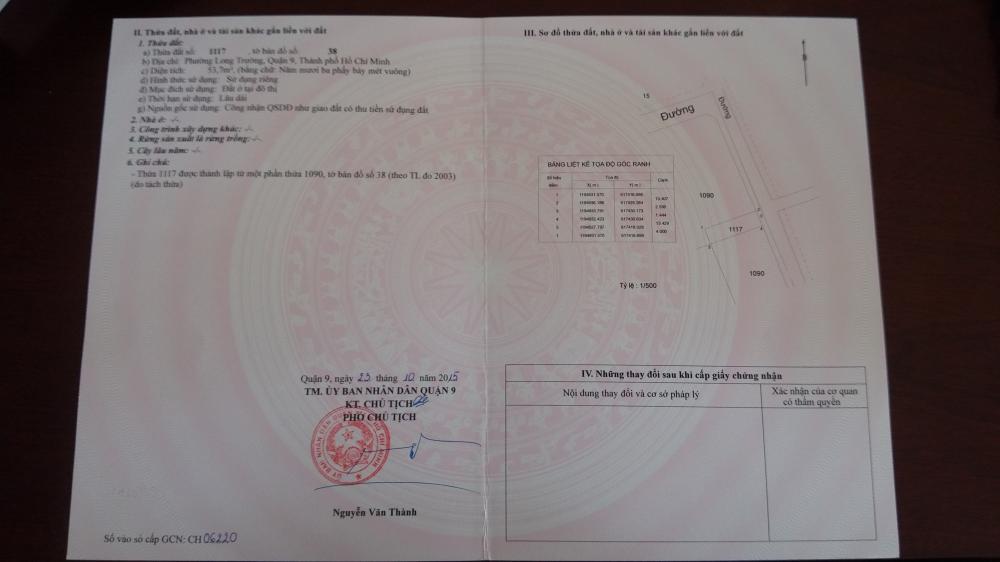 II. Thửa đất, nhà ở và tài sản khác gắn liền với đất
1. Thửa đất:
a) Thửa đất số: 1117 , tờ bản đồ số: 38
b) Địa chỉ: Phường Long Trường, Quận 9, Thành phố Hồ Chí Minh
c) Diện tích: 53,7m², (bằng chữ: Năm mươi ba phẩy bảy mét vuông)
d) Hình thức sử dụng: Sử dụng riêng
đ) Mục đích sử dụng: Đất ở tại đô thị
e) Thời hạn sử dụng: Lâu dài
g) Nguồn gốc sử dụng: Công nhận QSDĐ như giao đất có thu tiền sử dụng đất
2. Nhà ở: -/-.
3. Công trình xây dựng khác: -/-.
4. Rừng sản xuất là rừng trồng: -/-.
5. Cây lâu năm: -/-.
6. Ghi chú:
- Thửa 1117 được thành lập từ một phần thửa 1090, tờ bản đồ số 38 (theo TL đo 2003)
(do tách thửa)
Quận 9, ngày 23 tháng 10 năm 2015
TM. ỦY BAN NHÂN DÂN QUẬN 9
KT. CHỦ TỊCH
PHÓ CHỦ TỊCH
Nguyễn Văn Thành
Số vào sổ cấp GCN: CH 06220
III. Sơ đồ thửa đất, nhà ở và tài sản khác gắn liền với đất
15
Đường
Đường
BẢNG LIỆT KÊ TỌA ĐỘ GÓC RANH
Số hiệu điểm
Tọa độ
X( m )
Y( m )
Cạnh
1090
1117
1090
Tỷ lệ : 1/500
IV. Những thay đổi sau khi cấp giấy chứng nhận
Nội dung thay đổi và cơ sở pháp lý
Xác nhận của cơ quan
có thẩm quyền